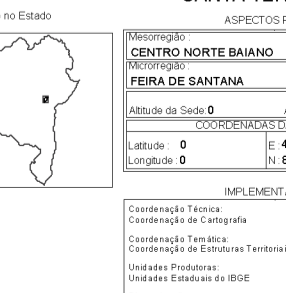 no Estado
ASPECTOS
Mesorregião :
CENTRO NORTE BAIANO
Microrregião :
FEIRA DE SANTANA
Altitude da Sede: 0
COORDENADAS D
Latitude : 0
E : 4
Longitude : 0
N : 8
IMPLEMENT
Coordenação Técnica:
Coordenação de Cartografia
Coordenação Temática:
Coordenação de Estruturas Territoriai
Unidades Produtoras:
Unidades Estaduais do IBGE